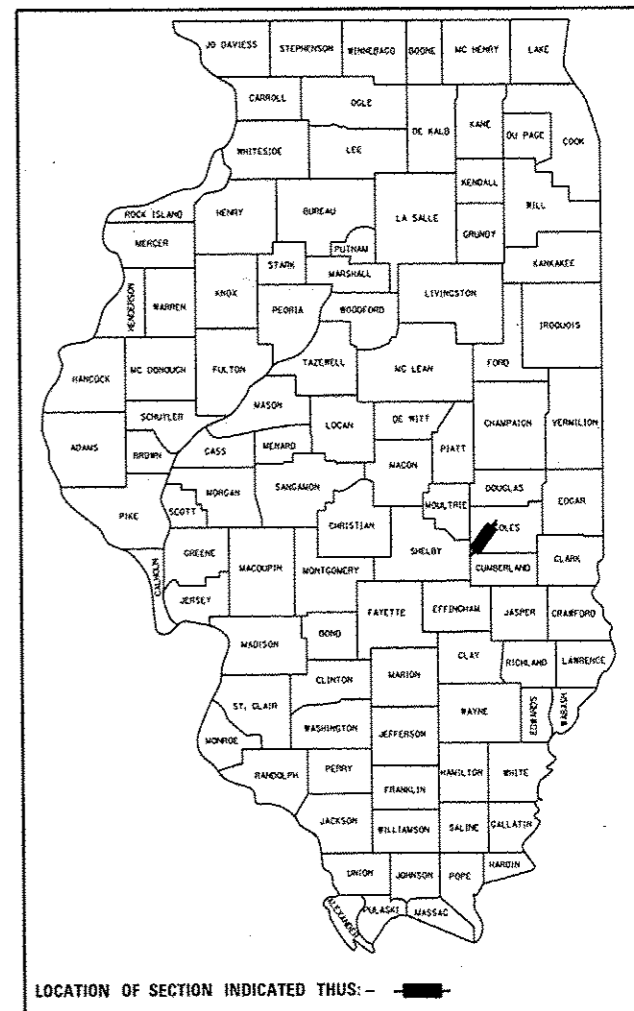 JO DAVIESS STEPHENSON WINNEBAGO BOONE MC HENRY LAKE
CARROLL OGLE DE KALB KANE DU PAGE COOK
WHITESIDE LEE
KENDALL WILL
ROCK ISLAND HENRY BUREAU LA SALLE
MERCER PUTNAM GRUNDY
STARK MARSHALL KANKAKEE
HENDERSON WARREN KNOX PEORIA WOODFORD LIVINGSTON IROQUOIS
HANCOCK MC DONOUGH FULTON TAZEWELL MC LEAN FORD
SCHUYLER MASON LOGAN DE WITT CHAMPAIGN VERMILION
ADAMS BROWN CASS MENARD MACON PIATT
PIKE SCOTT MORGAN SANGAMON CHRISTIAN MOULTRIE DOUGLAS EDGAR
COLES
GREENE SHELBY
CALHOUN JERSEY MACOUPIN MONTGOMERY CUMBERLAND CLARK
FAYETTE EFFINGHAM JASPER CRAWFORD
MADISON BOND CLAY RICHLAND LAWRENCE
CLINTON MARION
ST. CLAIR WAYNE EDWARDS WABASH
MONROE WASHINGTON JEFFERSON
RANDOLPH PERRY HAMILTON WHITE
FRANKLIN
JACKSON WILLIAMSON SALINE GALLATIN
UNION JOHNSON POPE HARDIN
ALEXANDER PULASKI MASSAC
LOCATION OF SECTION INDICATED THUS: -